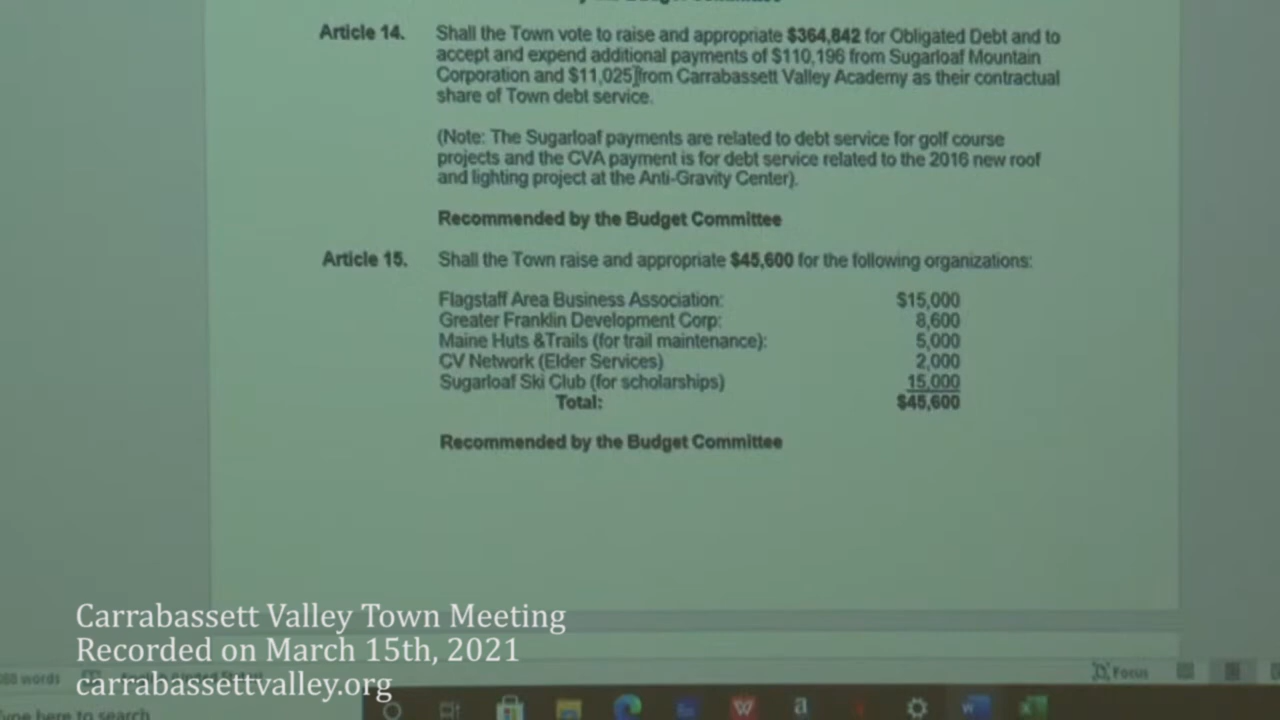 Budget Committee
Article 14. Shall the Town vote to raise and appropriate $364,842 for Obligated Debt and to
accept and expend additional payments of $110,196 from Sugarloaf Mountain
Corporation and $11,025 from Carrabassett Valley Academy as their contractual
share of Town debt service.
(Note: The Sugarloaf payments are related to debt service for golf course
projects and the CVA payment is for debt service related to the 2016 new roof
and lighting project at the Anti-Gravity Center).
Recommended by the Budget Committee
Article 15. Shall the Town raise and appropriate $45,600 for the following organizations:
Flagstaff Area Business Association: $15,000
Greater Franklin Development Corp: 8,600
Maine Huts &Trails (for trail maintenance): 5,000
CV Network (Elder Services) 2,000
Sugarloaf Ski Club (for scholarships) 15,000
Total: $45,600
Recommended by the Budget Committee
Carrabassett Valley Town Meeting
Recorded on March 15th, 2021
carrabassettvalley.org
words
Focus
here to search
W
a
W